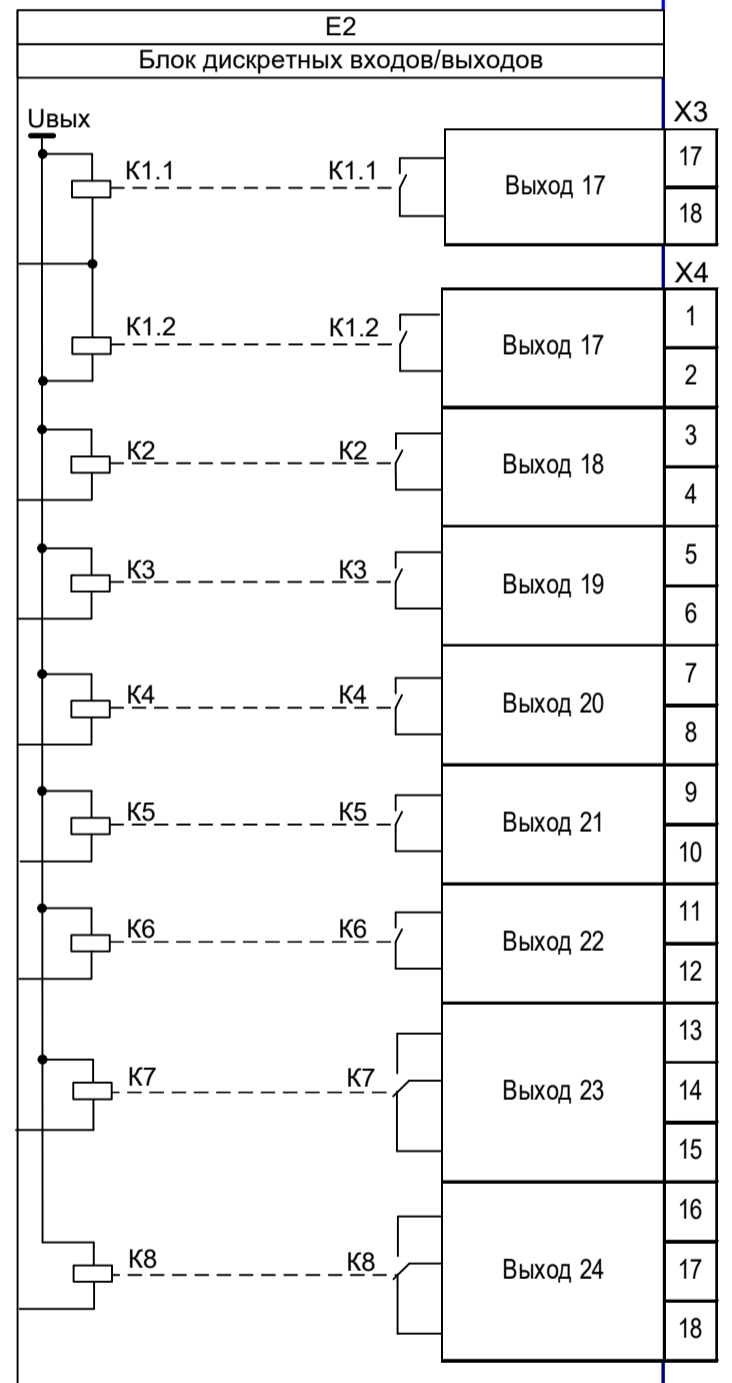 E2
Блок дискретных входов/выходов
Uвых
X3
K1.1 K1.1
Выход 17
17
18
X4
K1.2 K1.2
Выход 17
1
2
K2 K2
Выход 18
3
4
K3 K3
Выход 19
5
6
K4 K4
Выход 20
7
8
K5 K5
Выход 21
9
10
K6 K6
Выход 22
11
12
K7 K7
Выход 23
13
14
15
K8 K8
Выход 24
16
17
18